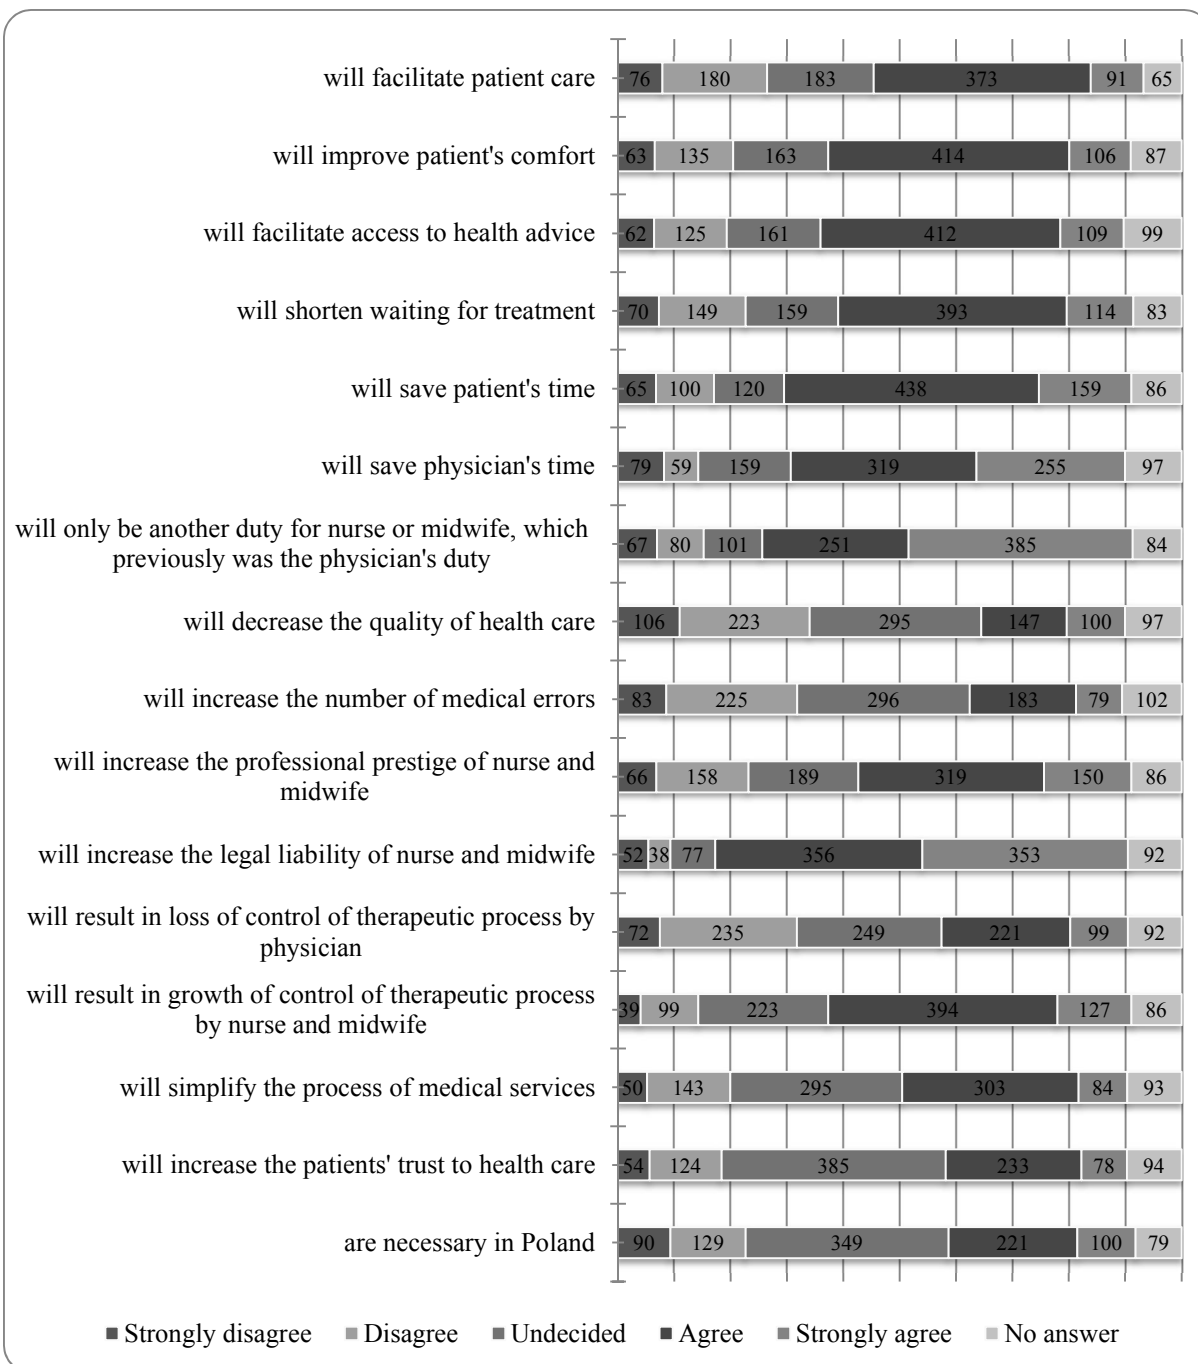 will facilitate patient care 76 180 183 373 91 65
will improve patient's comfort 63 135 163 414 106 87
will facilitate access to health advice 62 125 161 412 109 99
will shorten waiting for treatment 70 149 159 393 114 83
will save patient's time 65 100 120 438 159 86
will save physician's time 79 59 159 319 255 97
will only be another duty for nurse or midwife, which
previously was the physician's duty 67 80 101 251 385 84
will decrease the quality of health care 106 223 295 147 100 97
will increase the number of medical errors 83 225 296 183 79 102
will increase the professional prestige of nurse and
midwife 66 158 189 319 150 86
will increase the legal liability of nurse and midwife 52 38 77 356 353 92
will result in loss of control of therapeutic process by
physician 72 235 249 221 99 92
will result in growth of control of therapeutic process
by nurse and midwife 39 99 223 394 127 86
will simplify the process of medical services 50 143 295 303 84 93
will increase the patients' trust to health care 54 124 385 233 78 94
are necessary in Poland 90 129 349 221 100 79
Strongly disagree Disagree Undecided Agree Strongly agree No answer